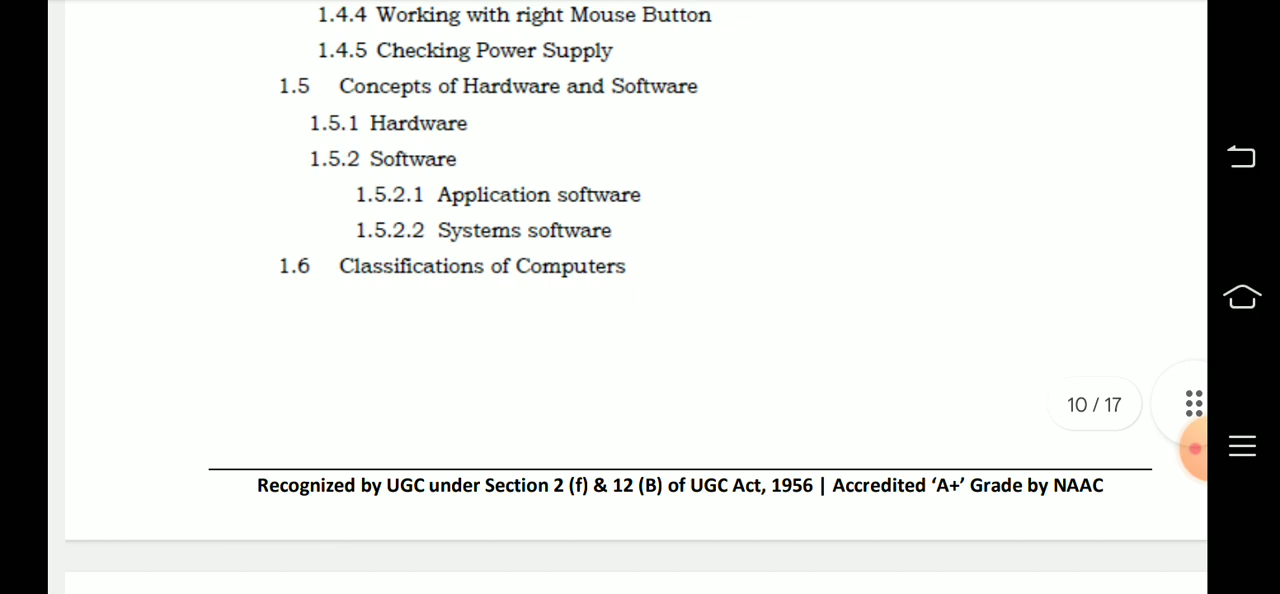 1.4.4 Working with right Mouse Button
1.4.5 Checking Power Supply
1.5 Concepts of Hardware and Software
1.5.1 Hardware
1.5.2 Software
1.5.2.1 Application software
1.5.2.2 Systems software
1.6 Classifications of Computers
10 / 17
Recognized by UGC under Section 2 (f) & 12 (B) of UGC Act, 1956 | Accredited ‘A+’ Grade by NAAC